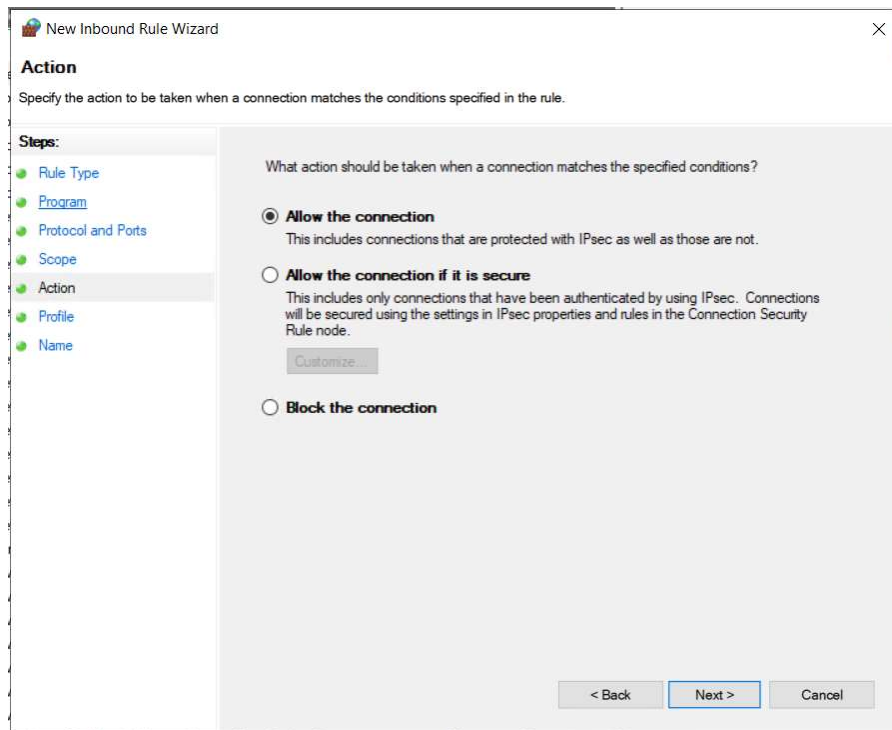 New Inbound Rule Wizard
Action
Specify the action to be taken when a connection matches the conditions specified in the rule.
Steps:
Rule Type
Program
Protocol and Ports
Scope
Action
Profile
Name
What action should be taken when a connection matches the specified conditions?
Allow the connection
This includes connections that are protected with IPsec as well as those are not.
Allow the connection if it is secure
This includes only connections that have been authenticated by using IPsec. Connections
will be secured using the settings in IPsec properties and rules in the Connection Security
Rule node.
Customize...
Block the connection
< Back
Next >
Cancel